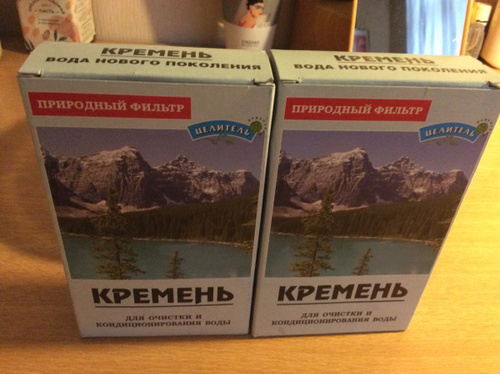 КРЕМЕНЬ
ВОДА НОВОГО ПОКОЛЕНИЯ
ПРИРОДНЫЙ ФИЛЬТР
ЦЕЛИТЕЛЬ
КРЕМЕНЬ
ДЛЯ ОЧИСТКИ И
КОНДИЦИОНИРОВАНИЯ ВОДЫ
КРЕМЕНЬ
ВОДА НОВОГО ПОКОЛЕНИЯ
ПРИРОДНЫЙ ФИЛЬТР
ЦЕЛИТЕЛЬ
КРЕМЕНЬ
ДЛЯ ОЧИСТКИ И
КОНДИЦИОНИРОВАНИЯ ВОДЫ